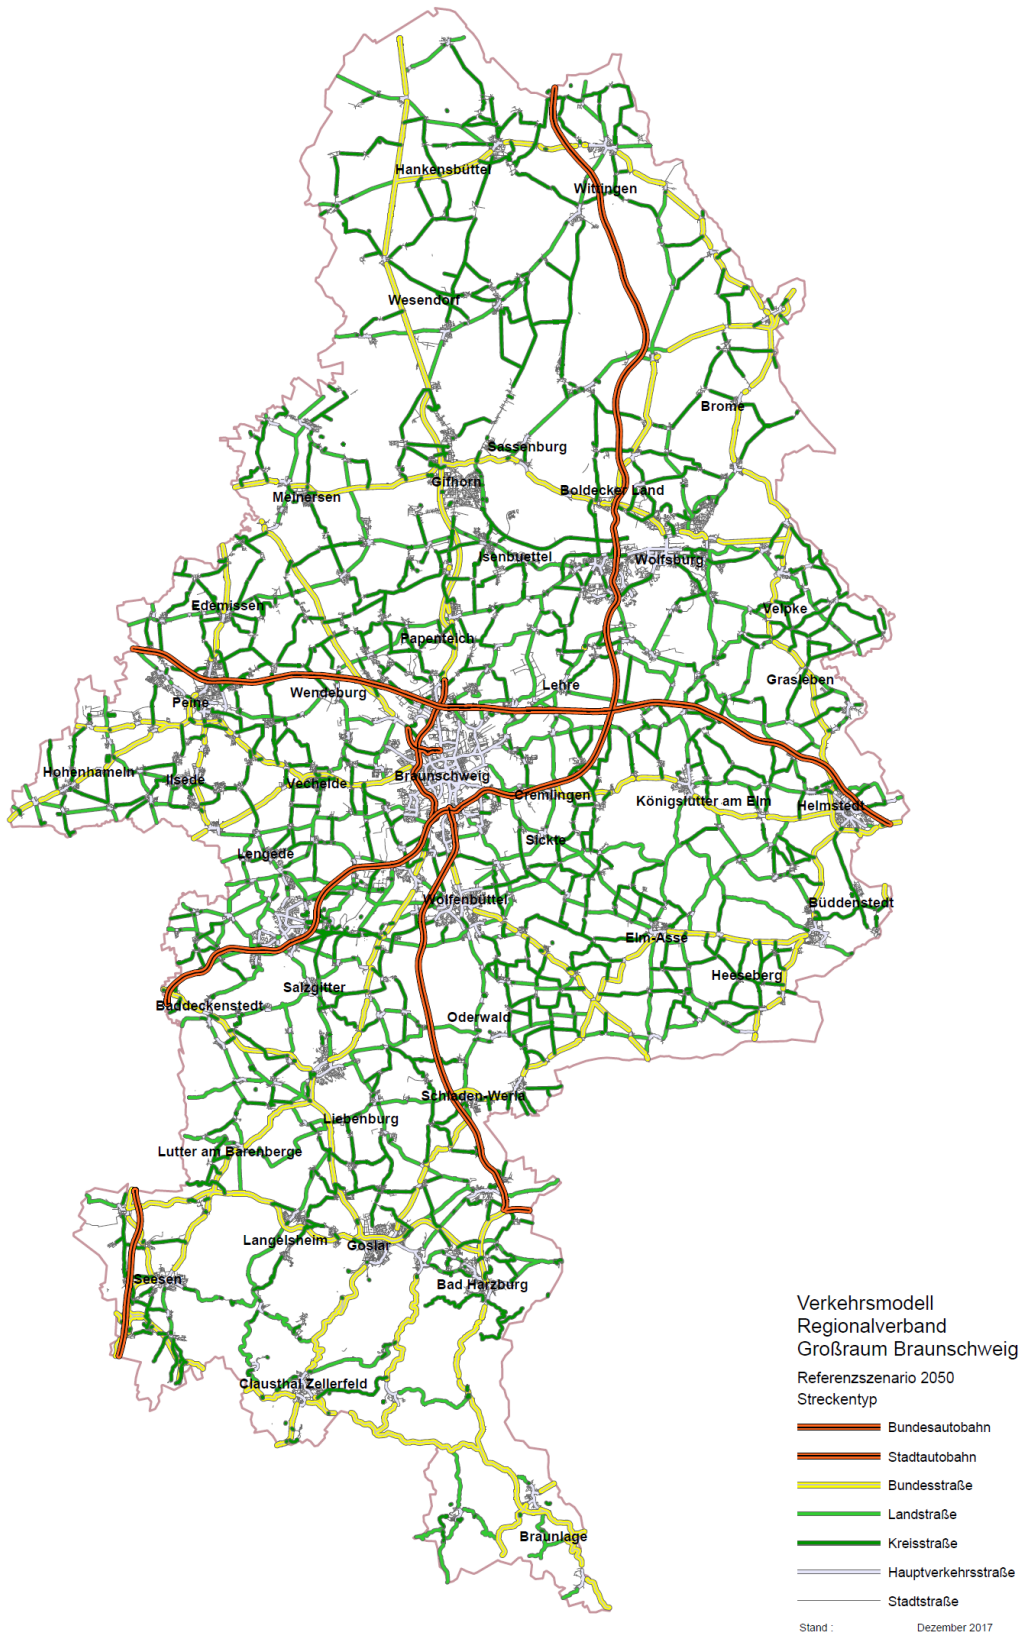 Hankensbüttel
Wittingen
Wesendorf
Brome
Sassenburg
Gifhorn
Boldecker Land
Meinersen
Isenbuettel
Wolfsburg
Edemissen
Velpke
Papenteich
Grasleben
Lehre
Wendeburg
Peine
Hohenhameln
Ilsede
Vechelde
Braunschweig
Cremlingen
Königslutter am Elm
Helmstedt
Sickte
Lengede
Wolfenbüttel
Büddenstedt
Elm-Asse
Heeseberg
Salzgitter
Baddeckenstedt
Oderwald
Schladen-Werla
Liebenburg
Lutter am Barenberge
Langelsheim
Goslar
Seesen
Bad Harzburg
Clausthal Zellerfeld
Braunlage
Verkehrsmodell
Regionalverband
Großraum Braunschweig
Referenzszenario 2050
Streckentyp
Bundesautobahn
Stadtautobahn
Bundesstraße
Landstraße
Kreisstraße
Hauptverkehrsstraße
Stadtstraße
Stand : Dezember 2017